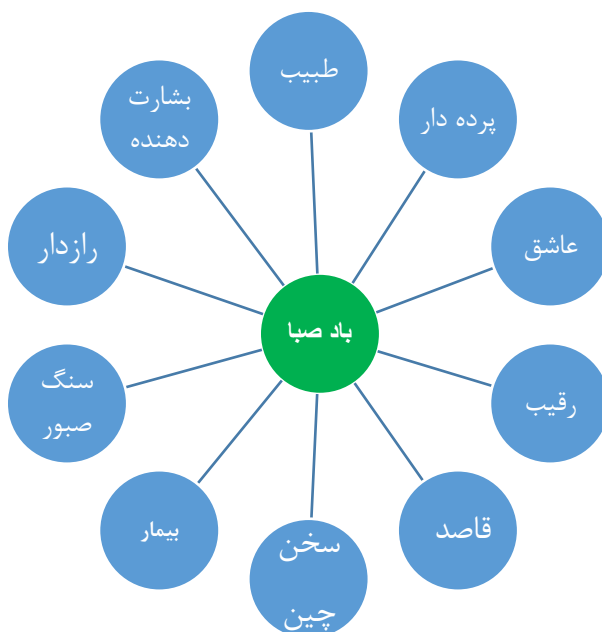 طبیب
پرده دار
عاشق
رقیب
قاصد
سخن
چین
بیمار
سنگ
صبور
رازدار
بشارت
دهنده
باد صبا